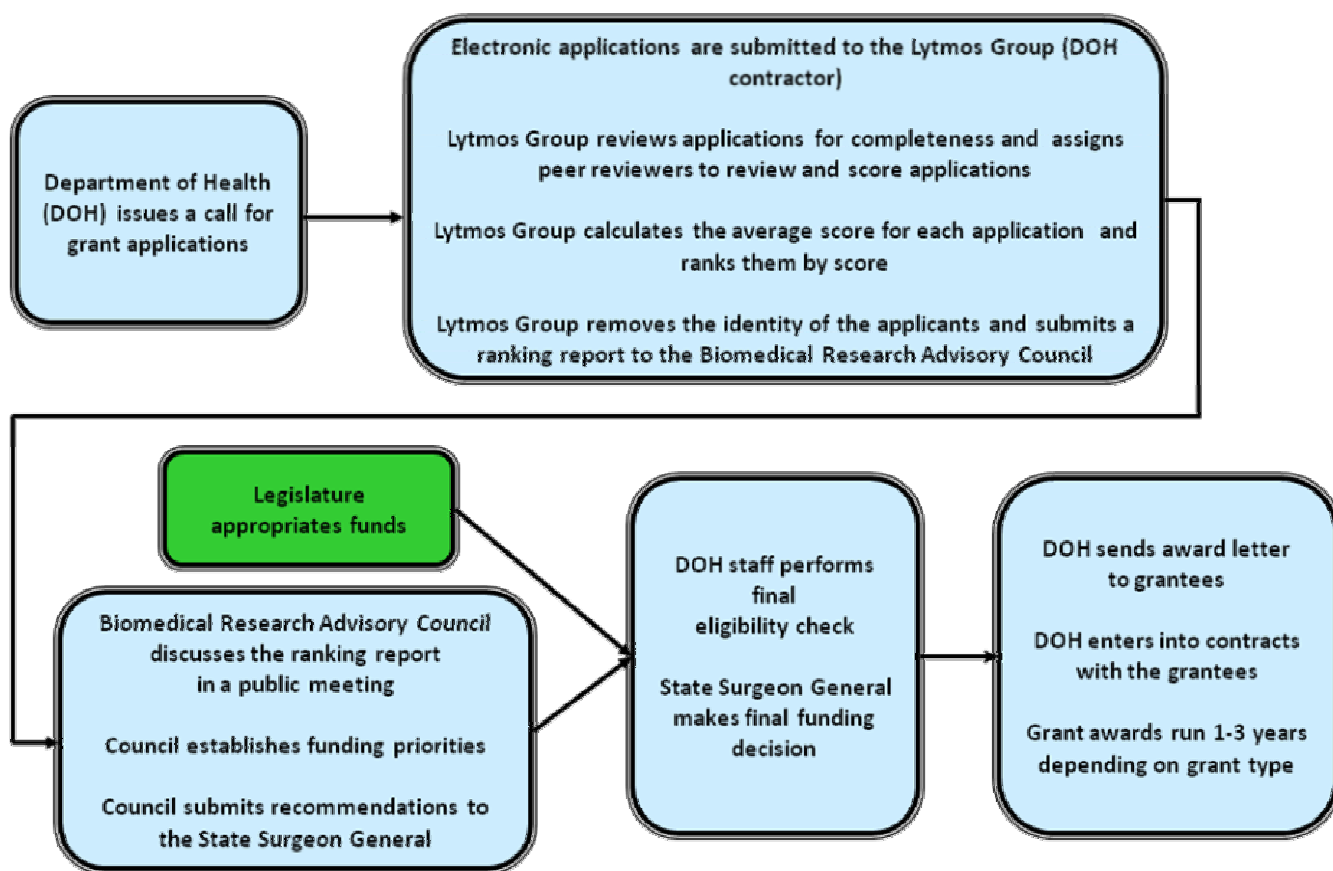 Department of Health
(DOH) issues a call for
grant applications
Electronic applications are submitted to the Lytmos Group (DOH
contractor)
Lytmos Group reviews applications for completeness and assigns
peer reviewers to review and score applications
Lytmos Group calculates the average score for each application and
ranks them by score
Lytmos Group removes the identity of the applicants and submits a
ranking report to the Biomedical Research Advisory Council
Legislature
appropriates funds
Biomedical Research Advisory Council
discusses the ranking report
in a public meeting
Council establishes funding priorities
Council submits recommendations to
the State Surgeon General
DOH staff performs
final
eligibility check
State Surgeon General
makes final funding
decision
DOH sends award letter
to grantees
DOH enters into contracts
with the grantees
Grant awards run 1-3 years
depending on grant type